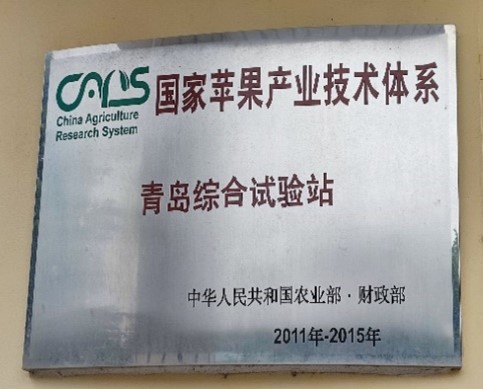 CARS 国家苹果产业技术体系
China Agriculture
Research System
青岛综合试验站
中华人民共和国农业部·财政部
2011年-2015年